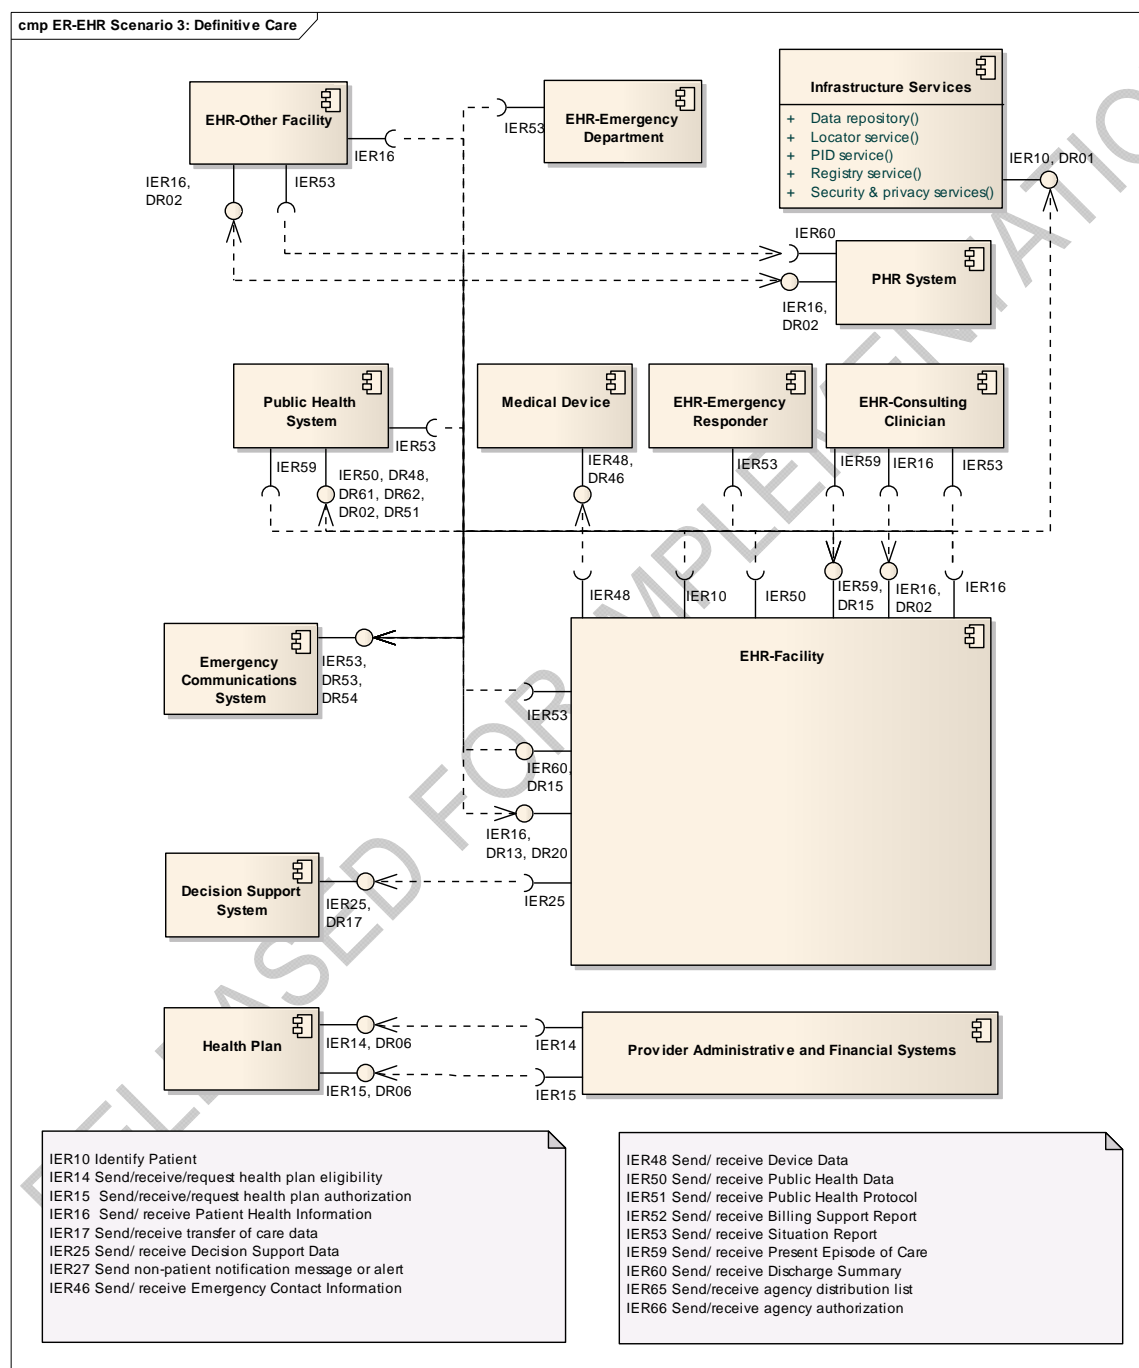 cmp ER-EHR Scenario 3: Definitive Care
EHR-Other Facility
IER16
IER16,
DR02
IER53
IER53
EHR-Emergency
Department
Infrastructure Services
+ Data repository()
+ Locator service()
+ PID service()
+ Registry service()
+ Security & privacy services()
IER10, DR01
IER60
PHR System
IER16,
DR02
Public Health
System
IER53
IER59
IER50, DR48,
DR61, DR62,
DR02, DR51
Medical Device
IER48,
DR46
EHR-Emergency
Responder
IER53
EHR-Consulting
Clinician
IER59
IER16
IER53
IER48
IER10
IER50
IER59,
DR15
IER16,
DR02
IER16
EHR-Facility
Emergency
Communications
System
IER53,
DR53,
DR54
IER53
IER60,
DR15
IER16,
DR13, DR20
Decision Support
System
IER25,
DR17
IER25
Health Plan
IER14, DR06
IER14
IER15, DR06
IER15
Provider Administrative and Financial Systems
IER10 Identify Patient
IER14 Send/receive/request health plan eligibility
IER15 Send/receive/request health plan authorization
IER16 Send/ receive Patient Health Information
IER17 Send/receive transfer of care data
IER25 Send/ receive Decision Support Data
IER27 Send non-patient notification message or alert
IER46 Send/ receive Emergency Contact Information
IER48 Send/ receive Device Data
IER50 Send/ receive Public Health Data
IER51 Send/ receive Public Health Protocol
IER52 Send/ receive Billing Support Report
IER53 Send/ receive Situation Report
IER59 Send/ receive Present Episode of Care
IER60 Send/ receive Discharge Summary
IER65 Send/receive agency distribution list
IER66 Send/receive agency authorization
RELEASED FOR IMPLEMENTATIO